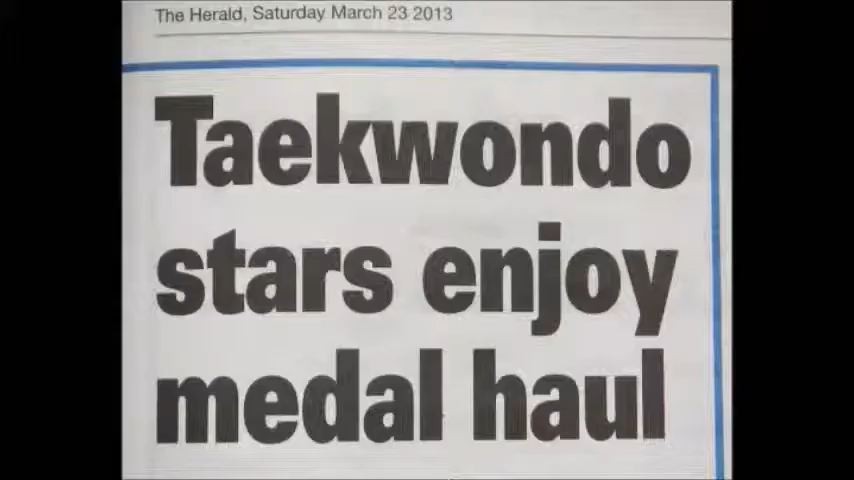 The Herald, Saturday March 23 2013
Taekwondo
stars enjoy
medal haul